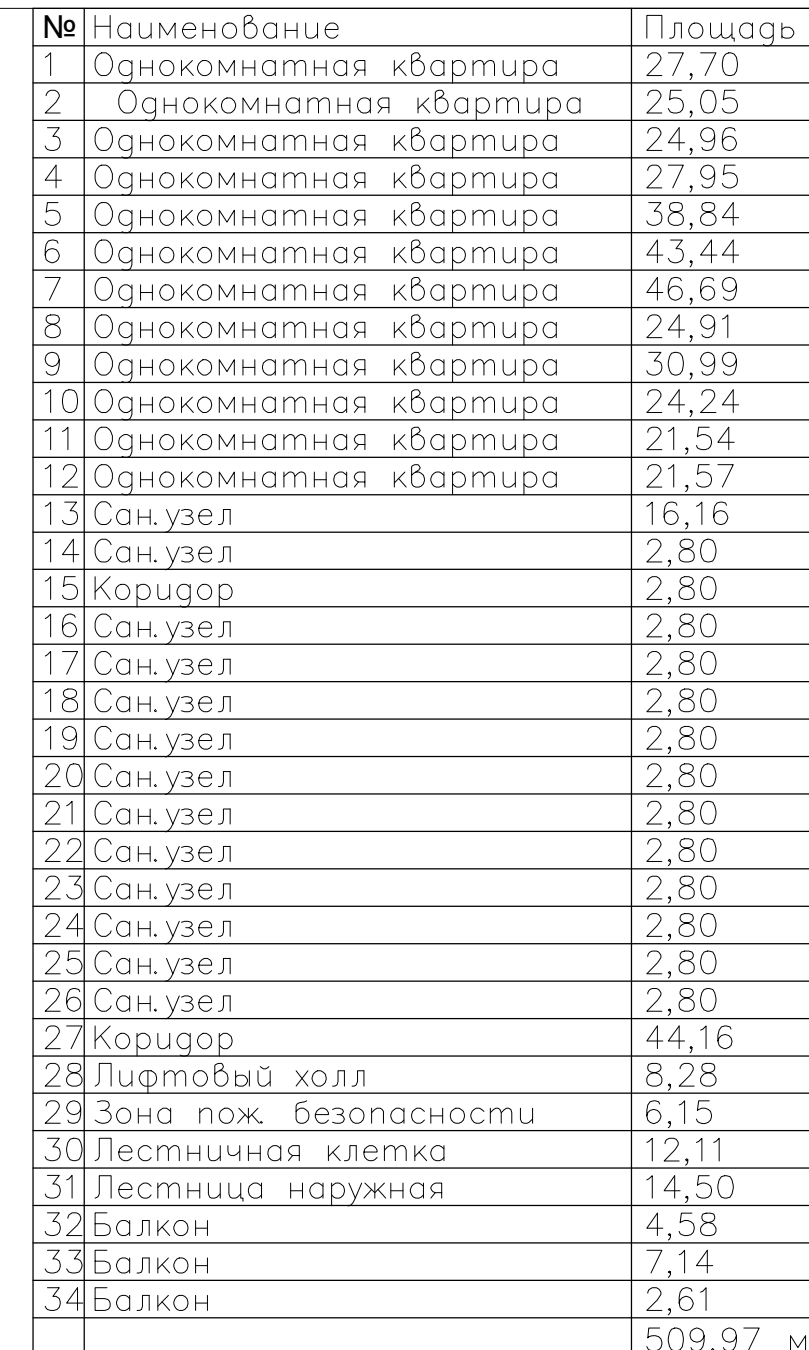 № Наименование Площадь
1 Однокомнатная квартира 27,70
2 Однокомнатная квартира 25,05
3 Однокомнатная квартира 24,96
4 Однокомнатная квартира 27,95
5 Однокомнатная квартира 38,84
6 Однокомнатная квартира 43,44
7 Однокомнатная квартира 46,69
8 Однокомнатная квартира 24,91
9 Однокомнатная квартира 30,99
10 Однокомнатная квартира 24,24
11 Однокомнатная квартира 21,54
12 Однокомнатная квартира 21,57
13 Сан.узел 16,16
14 Сан.узел 2,80
15 Коридор 2,80
16 Сан.узел 2,80
17 Сан.узел 2,80
18 Сан.узел 2,80
19 Сан.узел 2,80
20 Сан.узел 2,80
21 Сан.узел 2,80
22 Сан.узел 2,80
23 Сан.узел 2,80
24 Сан.узел 2,80
25 Сан.узел 2,80
26 Сан.узел 2,80
27 Коридор 44,16
28 Лифтовый холл 8,28
29 Зона пож. безопасности 6,15
30 Лестничная клетка 12,11
31 Лестница наружная 14,50
32 Балкон 4,58
33 Балкон 7,14
34 Балкон 2,61
509,97 м